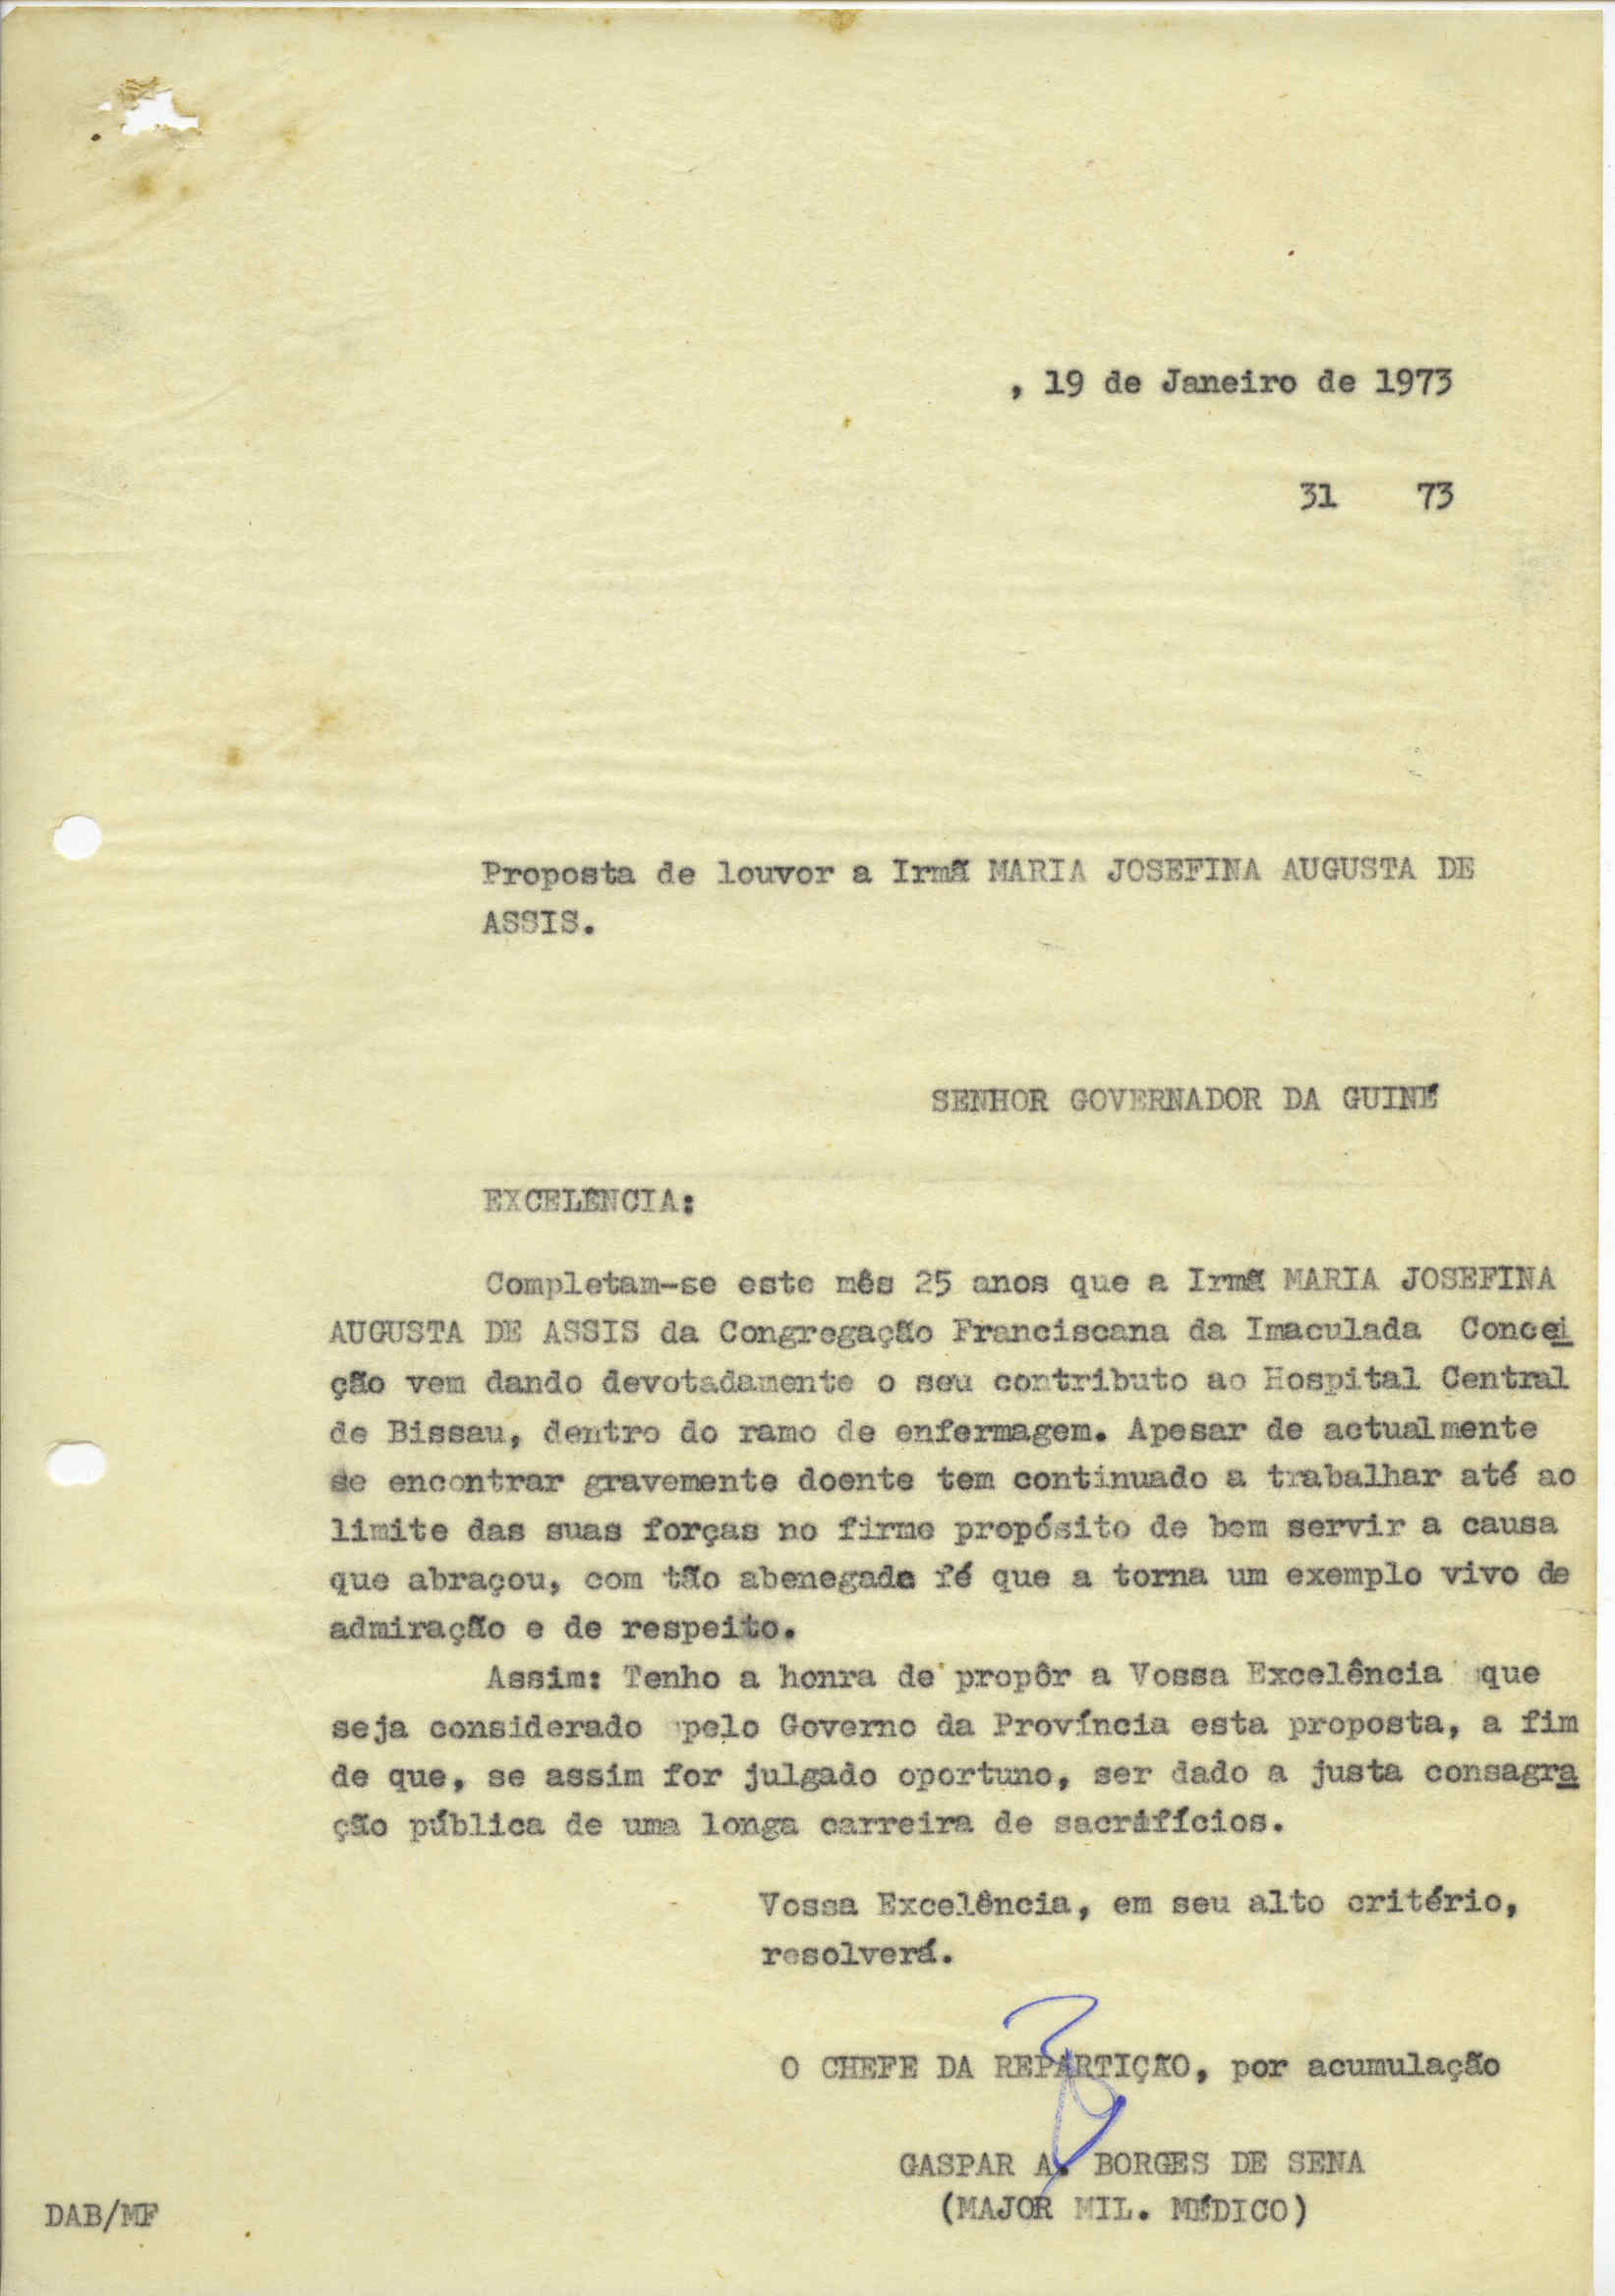 , 19 de Janeiro de 1973
31 73
Proposta de louvor a Irmã MARIA JOSEFINA AUGUSTA DE
ASSIS.
SENHOR GOVERNADOR DA GUINÉ
EXCELÊNCIA:
Completam-se este mês 25 anos que a Irmã MARIA JOSEFINA
AUGUSTA DE ASSIS da Congregação Franciscana da Imaculada Concei
ção vem dando devotadamente o seu contributo ao Hospital Central
de Bissau, dentro do ramo de enfermagem. Apesar de actualmente
se encontrar gravemente doente tem continuado a trabalhar até ao
limite das suas forças no firme propósito de bem servir a causa
que abraçou, com tão abenegada fé que a torna um exemplo vivo de
admiração e de respeito.
Assim: Tenho a honra de propôr a Vossa Excelência que
seja considerado pelo Governo da Província esta proposta, a fim
de que, se assim for julgado oportuno, ser dado a justa consagra
ção pública de uma longa carreira de sacrifícios.
Vossa Excelência, em seu alto critério,
resolverá.
O CHEFE DA REPARTIÇÃO, por acumulação
GASPAR A. BORGES DE SENA
(MAJOR MIL. MÉDICO)
DAB/MF